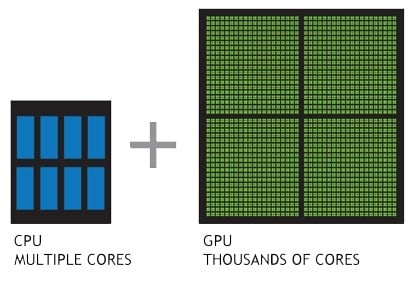 CPU
MULTIPLE CORES
GPU
THOUSANDS OF CORES